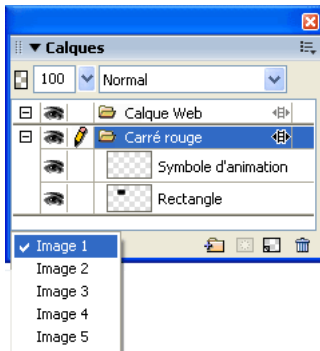 Calques
100 Normal
Calque Web
Carré rouge
Symbole d'animation
Rectangle
Image 1
Image 2
Image 3
Image 4
Image 5